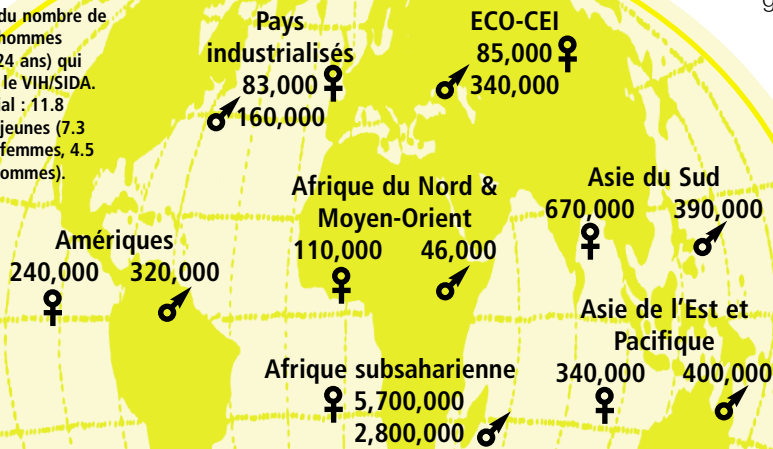 du nombre de
hommes
24 ans) qui
le VIH/SIDA.
ial : 11.8
jeunes (7.3
femmes, 4.5
ommes).
Pays
industrialisés
83,000
160,000
ECO-CEI
85,000
340,000
Afrique du Nord &
Moyen-Orient
110,000 46,000
Asie du Sud
670,000 390,000
Amériques
240,000 320,000
Asie de l'Est et
Pacifique
340,000 400,000
Afrique subsaharienne
5,700,000
2,800,000